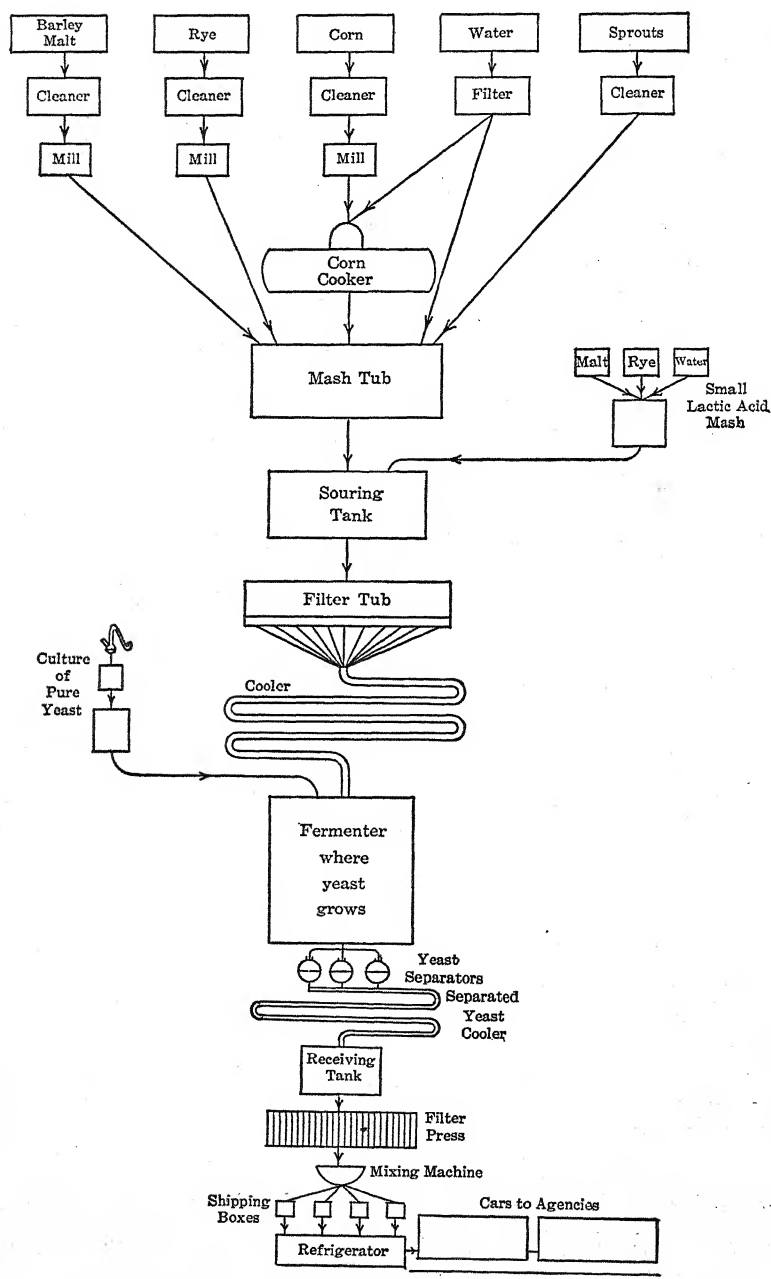 Barley
Malt
Rye
Corn
Water
Sprouts
Cleaner
Cleaner
Cleaner
Filter
Cleaner
Mill
Mill
Mill
Corn
Cooker
Mash Tub
Malt
Rye
Water
Small
Lactic Acid
Mash
Souring
Tank
Filter Tub
Culture
of
Pure
Yeast
Cooler
Fermenter
where
yeast
grows
Yeast
Separators
Separated
Yeast
Cooler
Receiving
Tank
Filter
Press
Mixing Machine
Shipping
Boxes
Cars to Agencies
Refrigerator